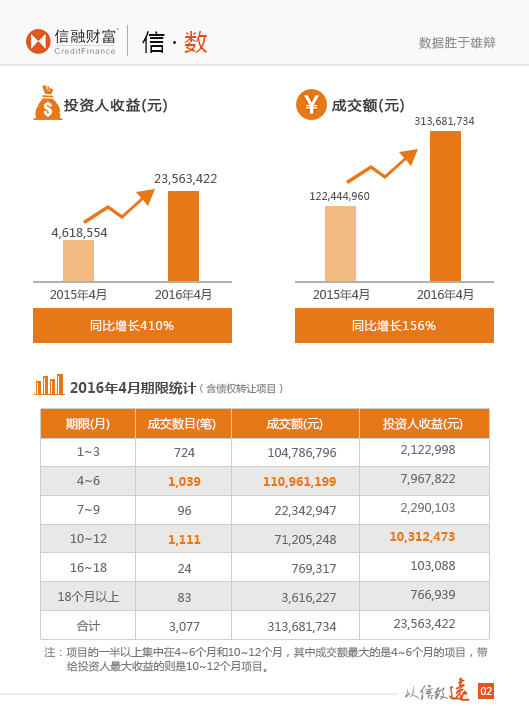 信融财富
CreditFinance
信·数
数据胜于雄辩
投资人收益(元)
23,563,422
4,618,554
2015年4月 2016年4月
同比增长410%
成交额(元)
313,681,734
122,444,960
2015年4月 2016年4月
同比增长156%
2016年4月期限统计（含债权转让项目）
期限(月) 成交数目(笔) 成交额(元) 投资人收益(元)
1~3 724 104,786,796 2,122,998
4~6 1,039 110,961,199 7,967,822
7~9 96 22,342,947 2,290,103
10~12 1,111 71,205,248 10,312,473
16~18 24 769,317 103,088
18个月以上 83 3,616,227 766,939
合计 3,077 313,681,734 23,563,422
注：项目的一半以上集中在4~6个月和10~12个月，其中成交额最大的是4~6个月的项目，带
给投资人最大收益的则是10~12个月项目。
以信致远 02